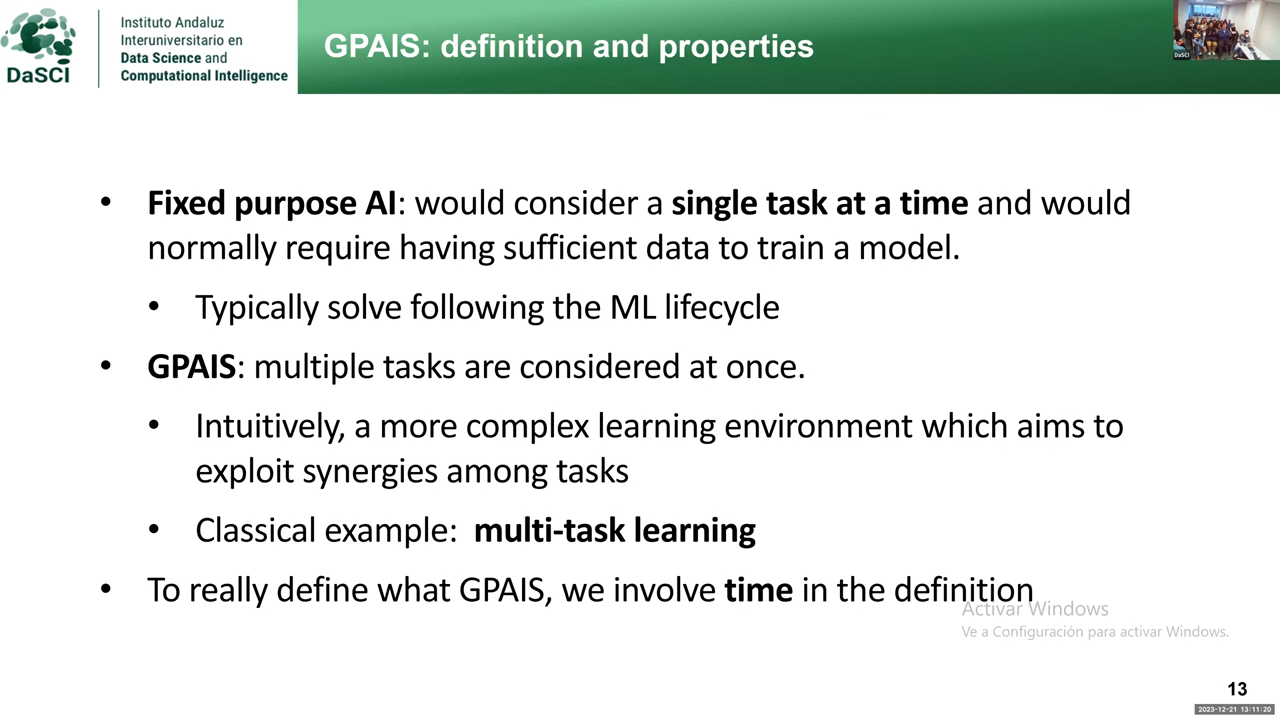 Instituto Andaluz
Interuniversitario en
Data Science and
Computational Intelligence
DaSCI
GPAIS: definition and properties
DaSCI
• Fixed purpose AI: would consider a single task at a time and would
normally require having sufficient data to train a model.
• Typically solve following the ML lifecycle
• GPAIS: multiple tasks are considered at once.
• Intuitively, a more complex learning environment which aims to
exploit synergies among tasks
• Classical example: multi-task learning
• To really define what GPAIS, we involve time in the definition
Activar Windows
Ve a Configuración para activar Windows.
13
2023-12-21 13:11:20